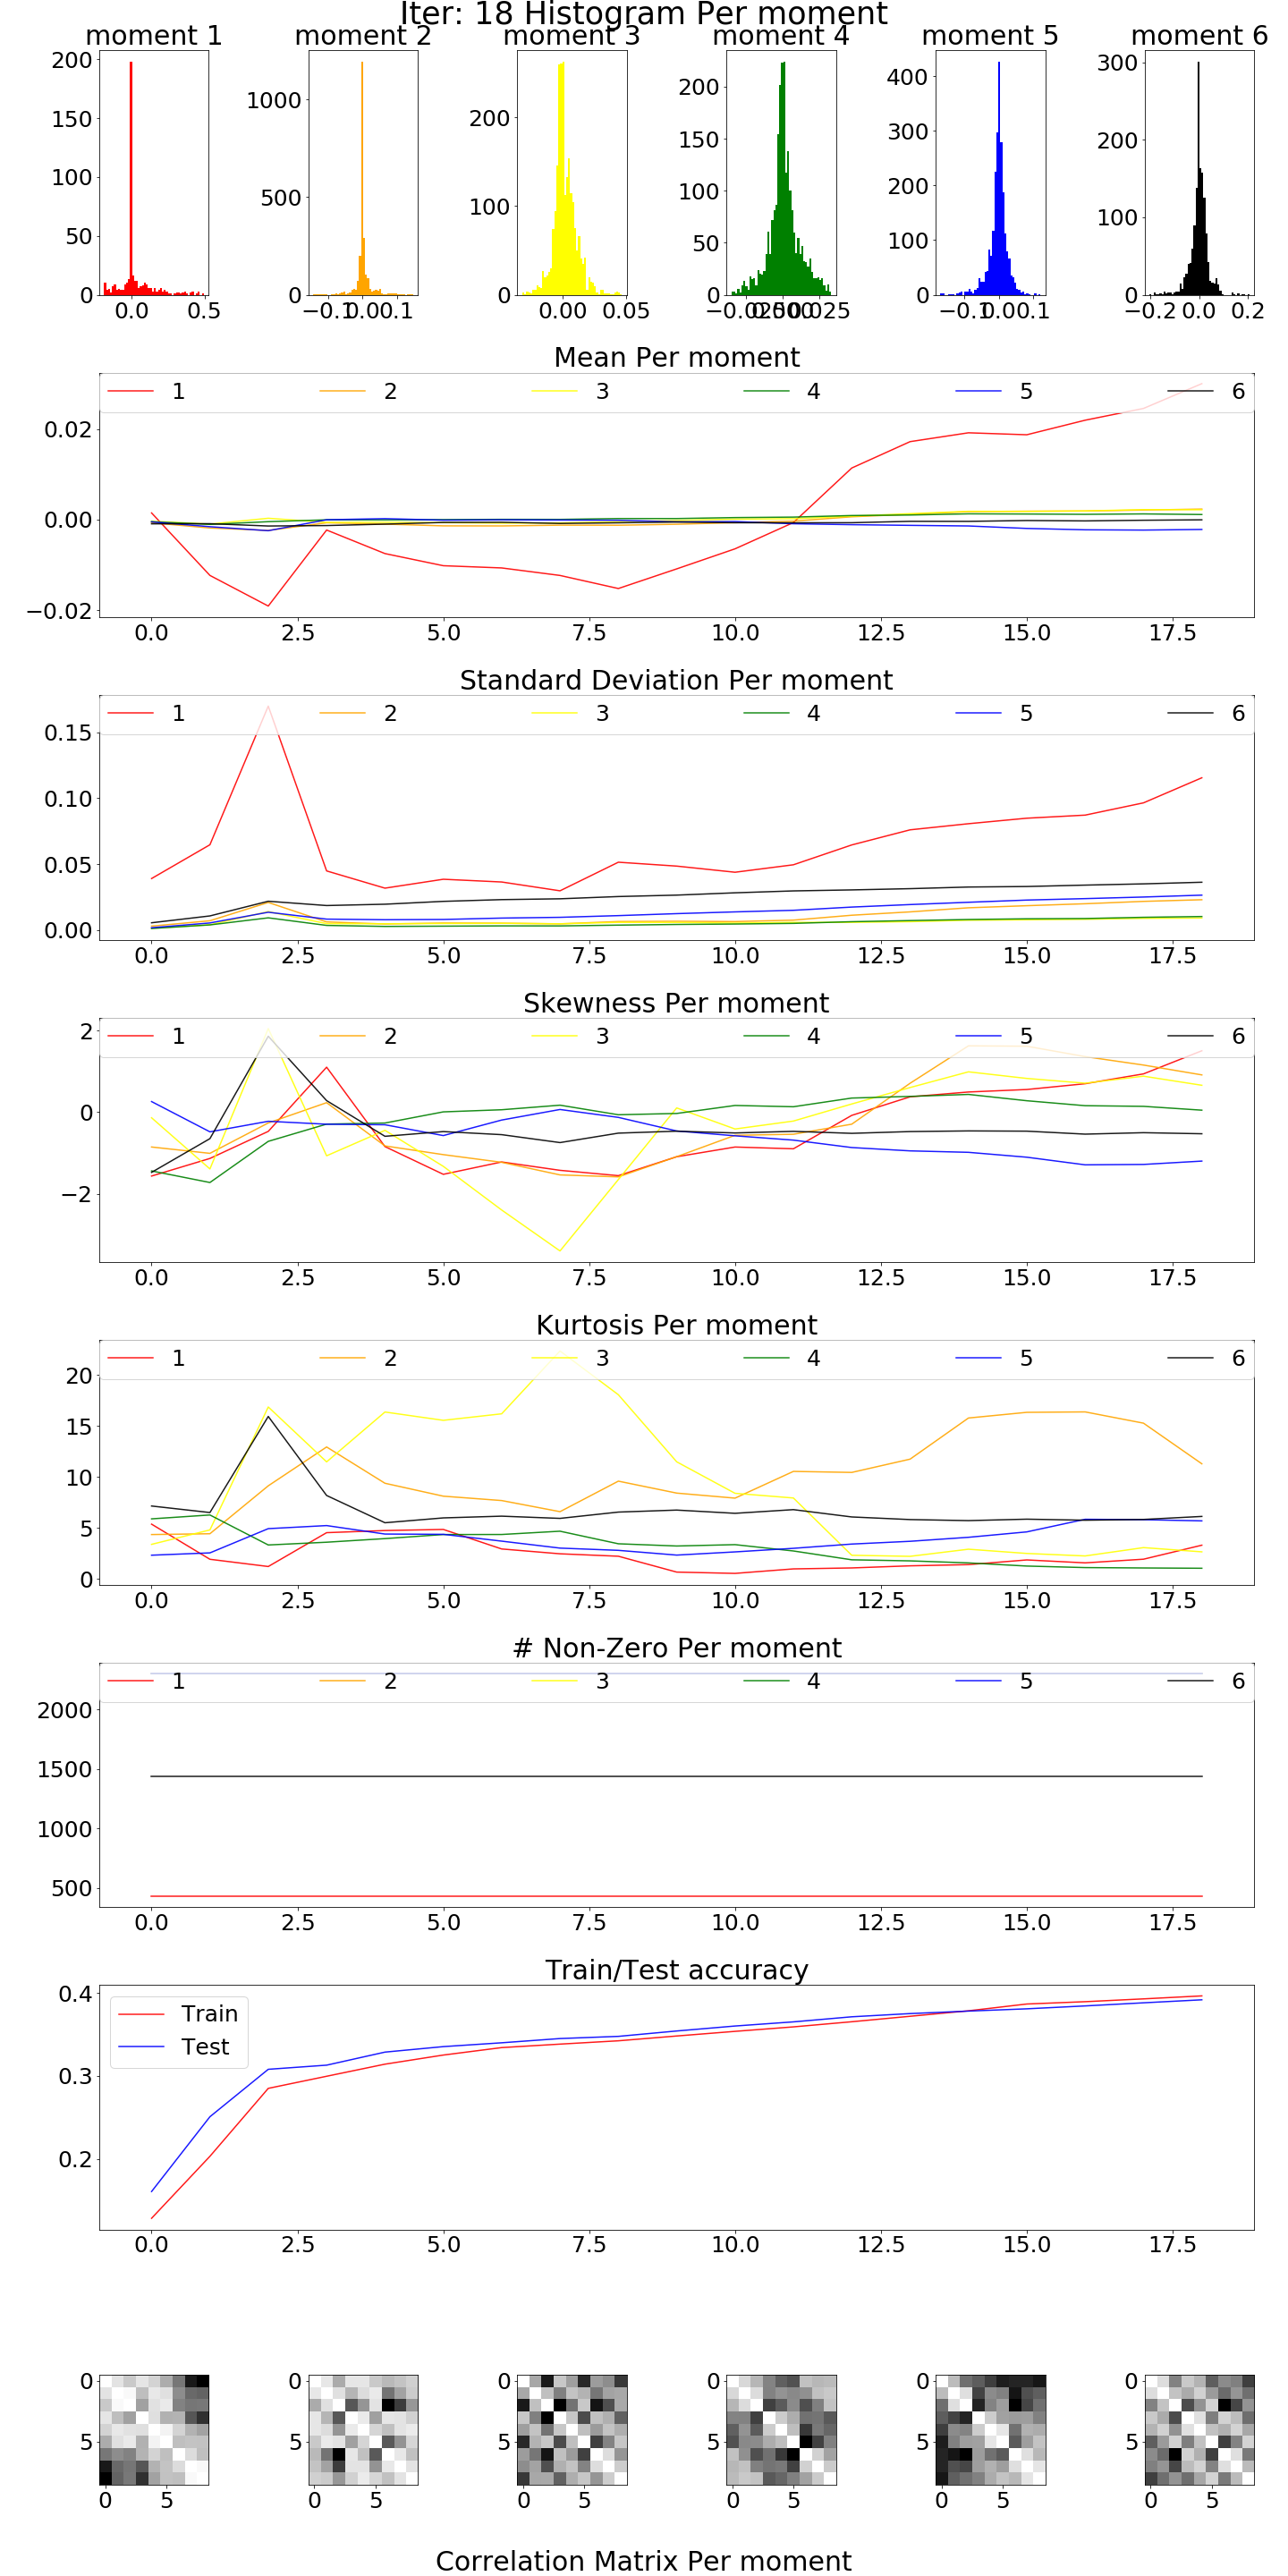 Iter: 18 Histogram Per moment
moment 1 moment 2 moment 3 moment 4 moment 5 moment 6
200
150
100
50
0
0.0 0.5
1000
500
0
−0.1 0.0 0.1
200
100
0
0.00 0.05
200
150
100
50
0
−0.025 0.000 0.025
400
300
200
100
0
−0.1 0.0 0.1
300
200
100
0
−0.2 0.0 0.2
Mean Per moment
1 2 3 4 5 6
0.02
0.00
−0.02
0.0 2.5 5.0 7.5 10.0 12.5 15.0 17.5
Standard Deviation Per moment
1 2 3 4 5 6
0.15
0.10
0.05
0.00
0.0 2.5 5.0 7.5 10.0 12.5 15.0 17.5
Skewness Per moment
1 2 3 4 5 6
2
0
−2
0.0 2.5 5.0 7.5 10.0 12.5 15.0 17.5
Kurtosis Per moment
1 2 3 4 5 6
20
15
10
5
0
0.0 2.5 5.0 7.5 10.0 12.5 15.0 17.5
# Non-Zero Per moment
1 2 3 4 5 6
2000
1500
1000
500
0.0 2.5 5.0 7.5 10.0 12.5 15.0 17.5
Train/Test accuracy
Train
Test
0.4
0.3
0.2
0.0 2.5 5.0 7.5 10.0 12.5 15.0 17.5
0 0 0 0 0 0
5 5 5 5 5 5
0 5 0 5 0 5 0 5 0 5 0 5
Correlation Matrix Per moment